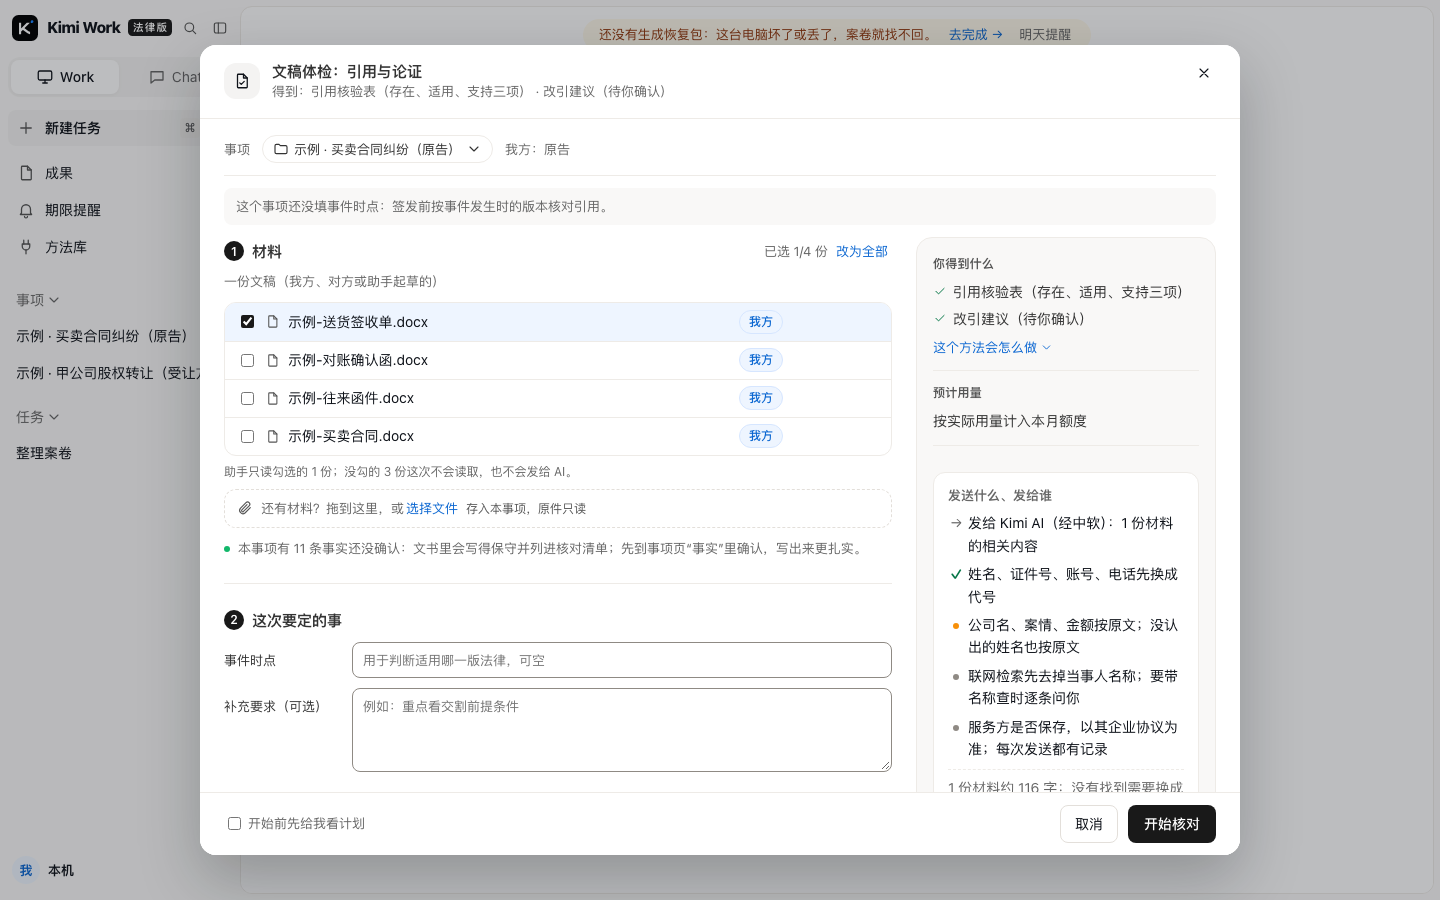 Kimi Work 法律版
还没有生成恢复包：这台电脑坏了或丢了，案卷就找不回。 去完成 → 明天提醒
Work
Chat
新建任务 ⌘
成果
期限提醒
方法库
事项
示例 · 买卖合同纠纷（原告）
示例 · 甲公司股权转让（受让
任务
整理案卷
我 本机
文稿体检：引用与论证
得到：引用核验表（存在、适用、支持三项） · 改引建议（待你确认）
事项 示例 · 买卖合同纠纷（原告） 我方：原告
这个事项还没填事件时点：签发前按事件发生时的版本核对引用。
1 材料 已选 1/4 份 改为全部
一份文稿（我方、对方或助手起草的）
示例-送货签收单.docx 我方
示例-对账确认函.docx 我方
示例-往来函件.docx 我方
示例-买卖合同.docx 我方
助手只读勾选的 1 份；没勾的 3 份这次不会读取，也不会发给 AI。
还有材料？拖到这里，或 选择文件 存入本事项，原件只读
本事项有 11 条事实还没确认：文书里会写得保守并列进核对清单；先到事项页“事实”里确认，写出来更扎实。
2 这次要定的事
事件时点 用于判断适用哪一版法律，可空
补充要求（可选） 例如：重点看交割前提条件
你得到什么
引用核验表（存在、适用、支持三项）
改引建议（待你确认）
这个方法会怎么做
预计用量
按实际用量计入本月额度
发送什么、发给谁
→ 发给 Kimi AI（经中软）：1 份材料
的相关内容
姓名、证件号、账号、电话先换成
代号
公司名、案情、金额按原文；没认
出的姓名也按原文
联网检索先去掉当事人名称；要带
名称查时逐条问你
服务方是否保存，以其企业协议为
准；每次发送都有记录
1 份材料约 116 字；没有找到需要换成
开始前先给我看计划
取消
开始核对